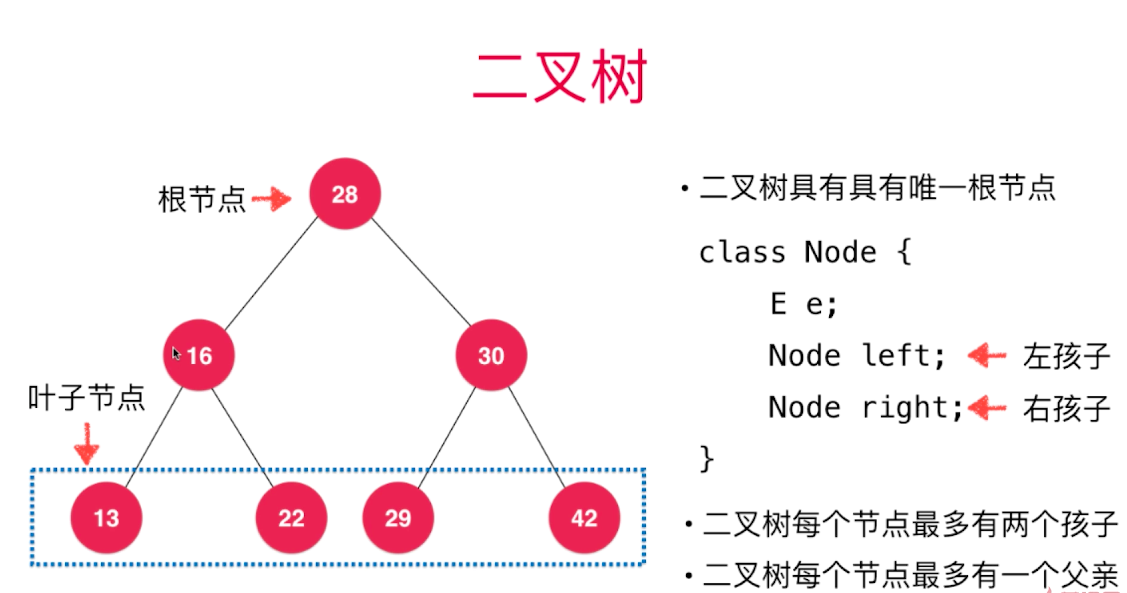 二叉树
根节点
28
16
30
叶子节点
13
22
29
42
• 二叉树具有具有唯一根节点
class Node {
    E e;
    Node left; 左孩子
    Node right; 右孩子
}
• 二叉树每个节点最多有两个孩子
• 二叉树每个节点最多有一个父亲